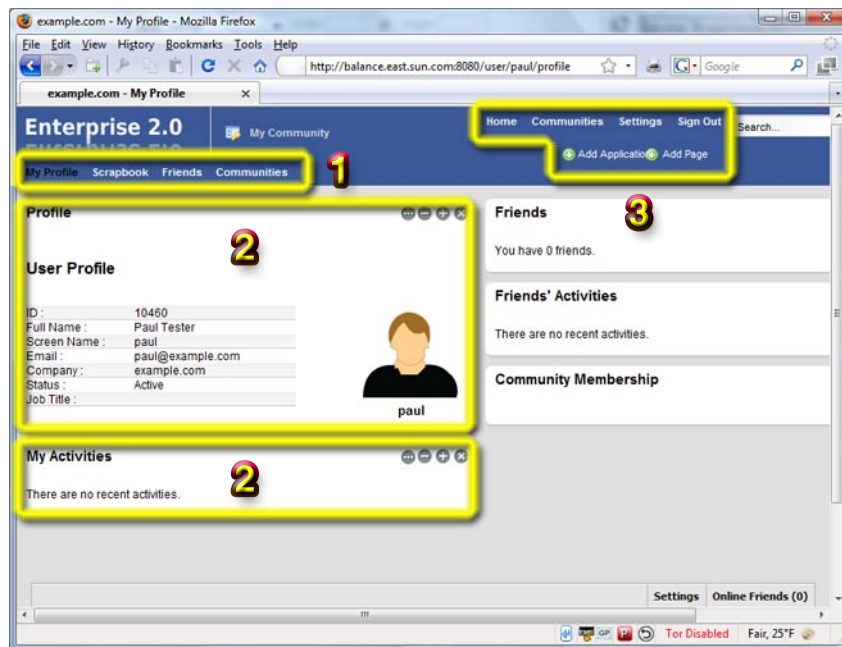 example.com - My Profile - Mozilla Firefox
File Edit View History Bookmarks Tools Help
http://balance.east.sun.com:8080/user/paul/profile
Google
example.com - My Profile
Enterprise 2.0
My Community
Home Communities Settings Sign Out
Search...
Add Application Add Page
My Profile Scrapbook Friends Communities
1
3
Profile
2
User Profile
ID : 10460
Full Name : Paul Tester
Screen Name : paul
Email : paul@example.com
Company : example.com
Status : Active
Job Title :
paul
Friends
You have 0 friends.
Friends' Activities
There are no recent activities.
Community Membership
My Activities
2
There are no recent activities.
Settings Online Friends (0)
GP
Tor Disabled Fair, 25°F